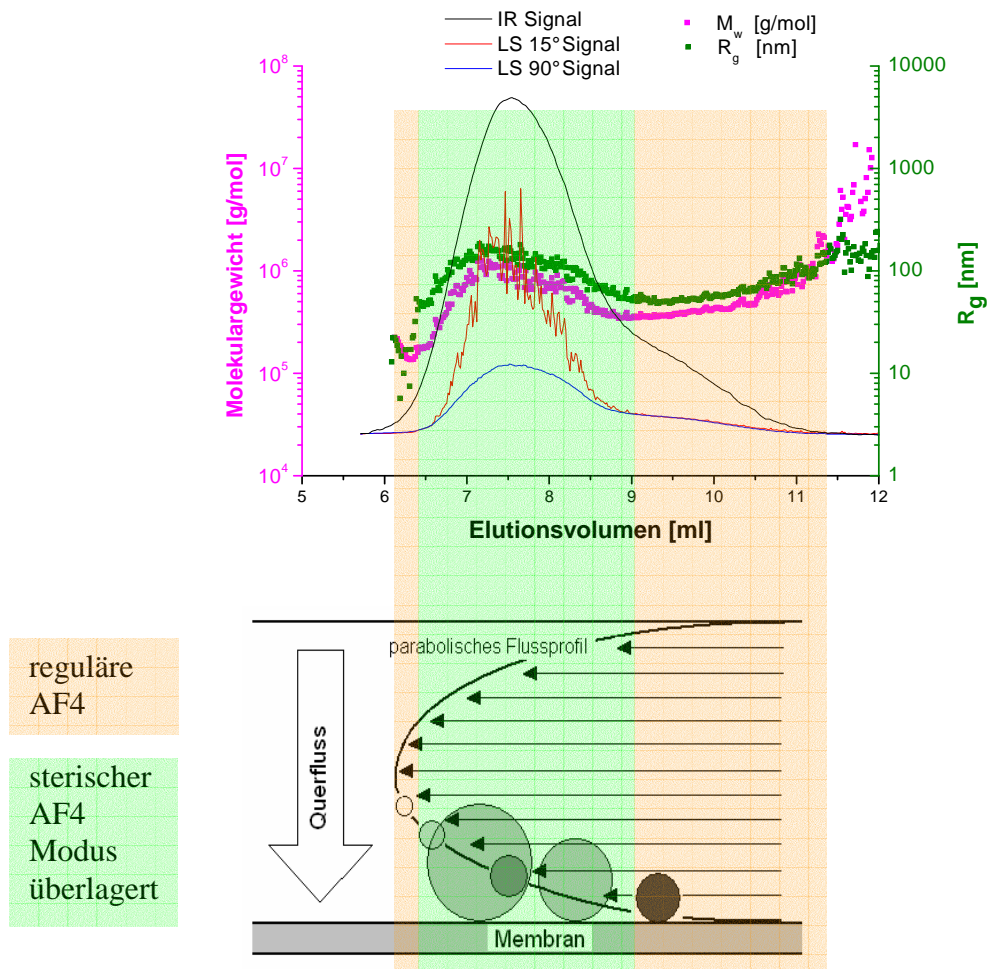 IR Signal
LS 15° Signal
LS 90° Signal
M_w [g/mol]
R_g [nm]
10^8
10^7
10^6
10^5
10^4
Molekulargewicht [g/mol]
10000
1000
100
10
1
R_g [nm]
5 6 7 8 9 10 11 12
Elutionsvolumen [ml]
parabolisches Flussprofil
Querfluss
Membran
reguläre
AF4
sterischer
AF4
Modus
überlagert